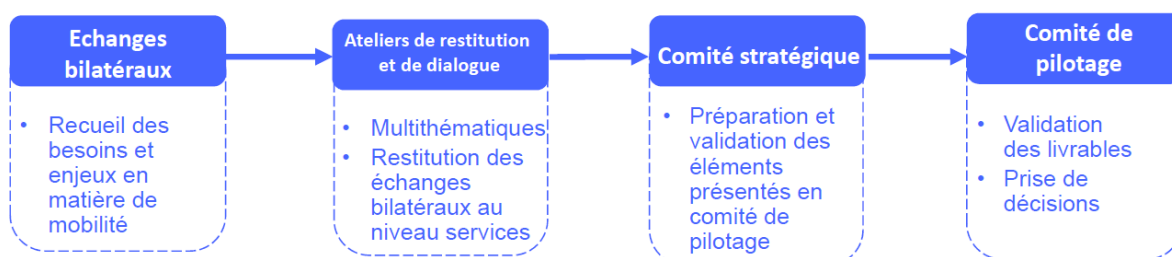 Echanges
bilatéraux
• Recueil des
besoins et
enjeux en
matière de
mobilité
Ateliers de restitution
et de dialogue
• Multithématiques
• Restitution des
échanges
bilatéraux au
niveau services
Comité stratégique
• Préparation et
validation des
éléments
présentés en
comité de
pilotage
Comité de
pilotage
• Validation
des livrables
• Prise de
décisions